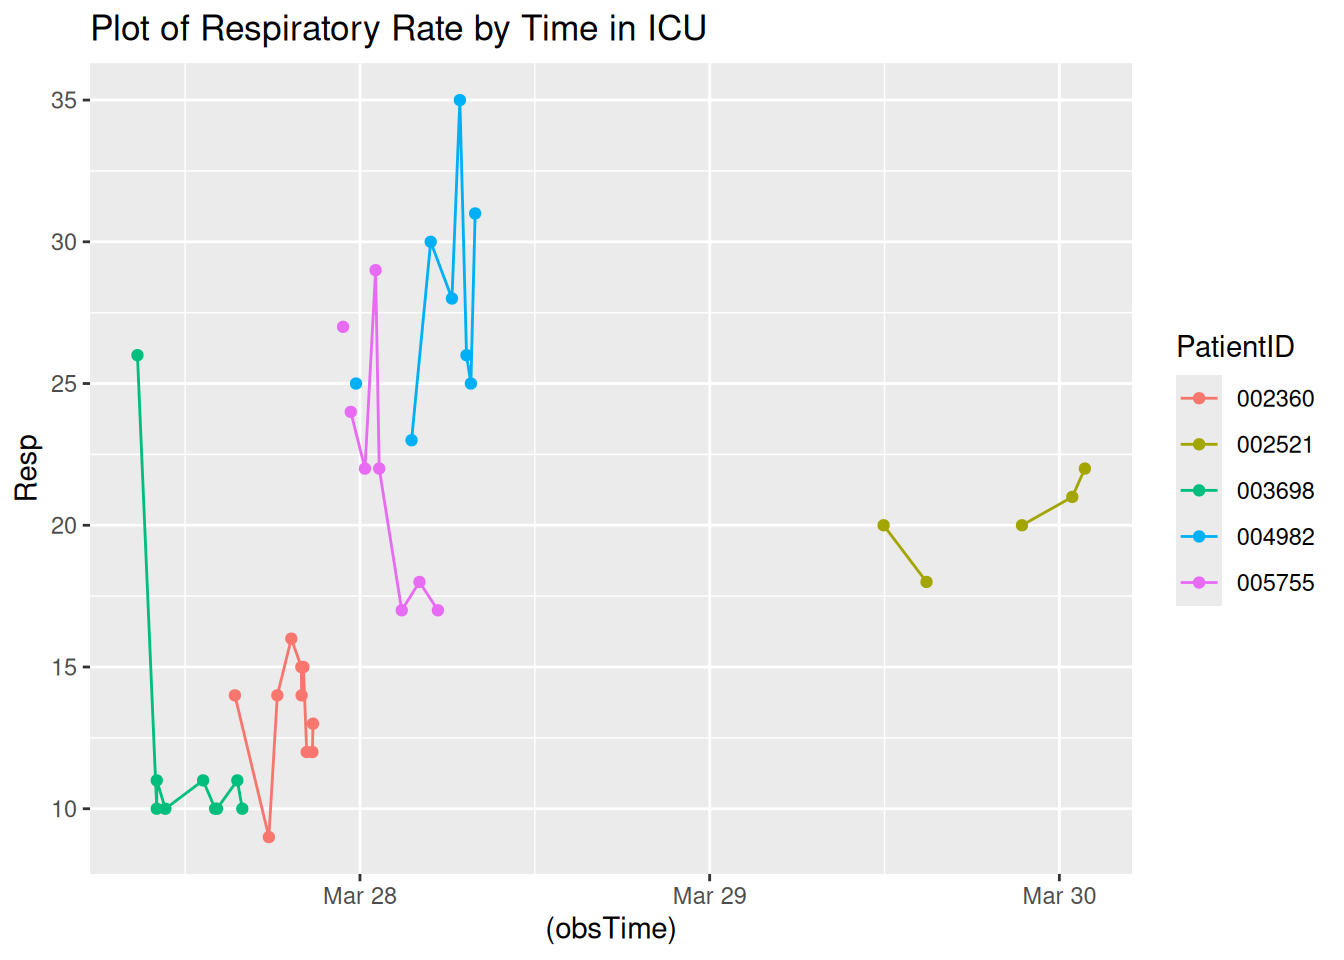 Plot of Respiratory Rate by Time in ICU
35
30
25
20
15
10
Resp
Mar 28
Mar 29
Mar 30
(obsTime)
PatientID
002360
002521
003698
004982
005755